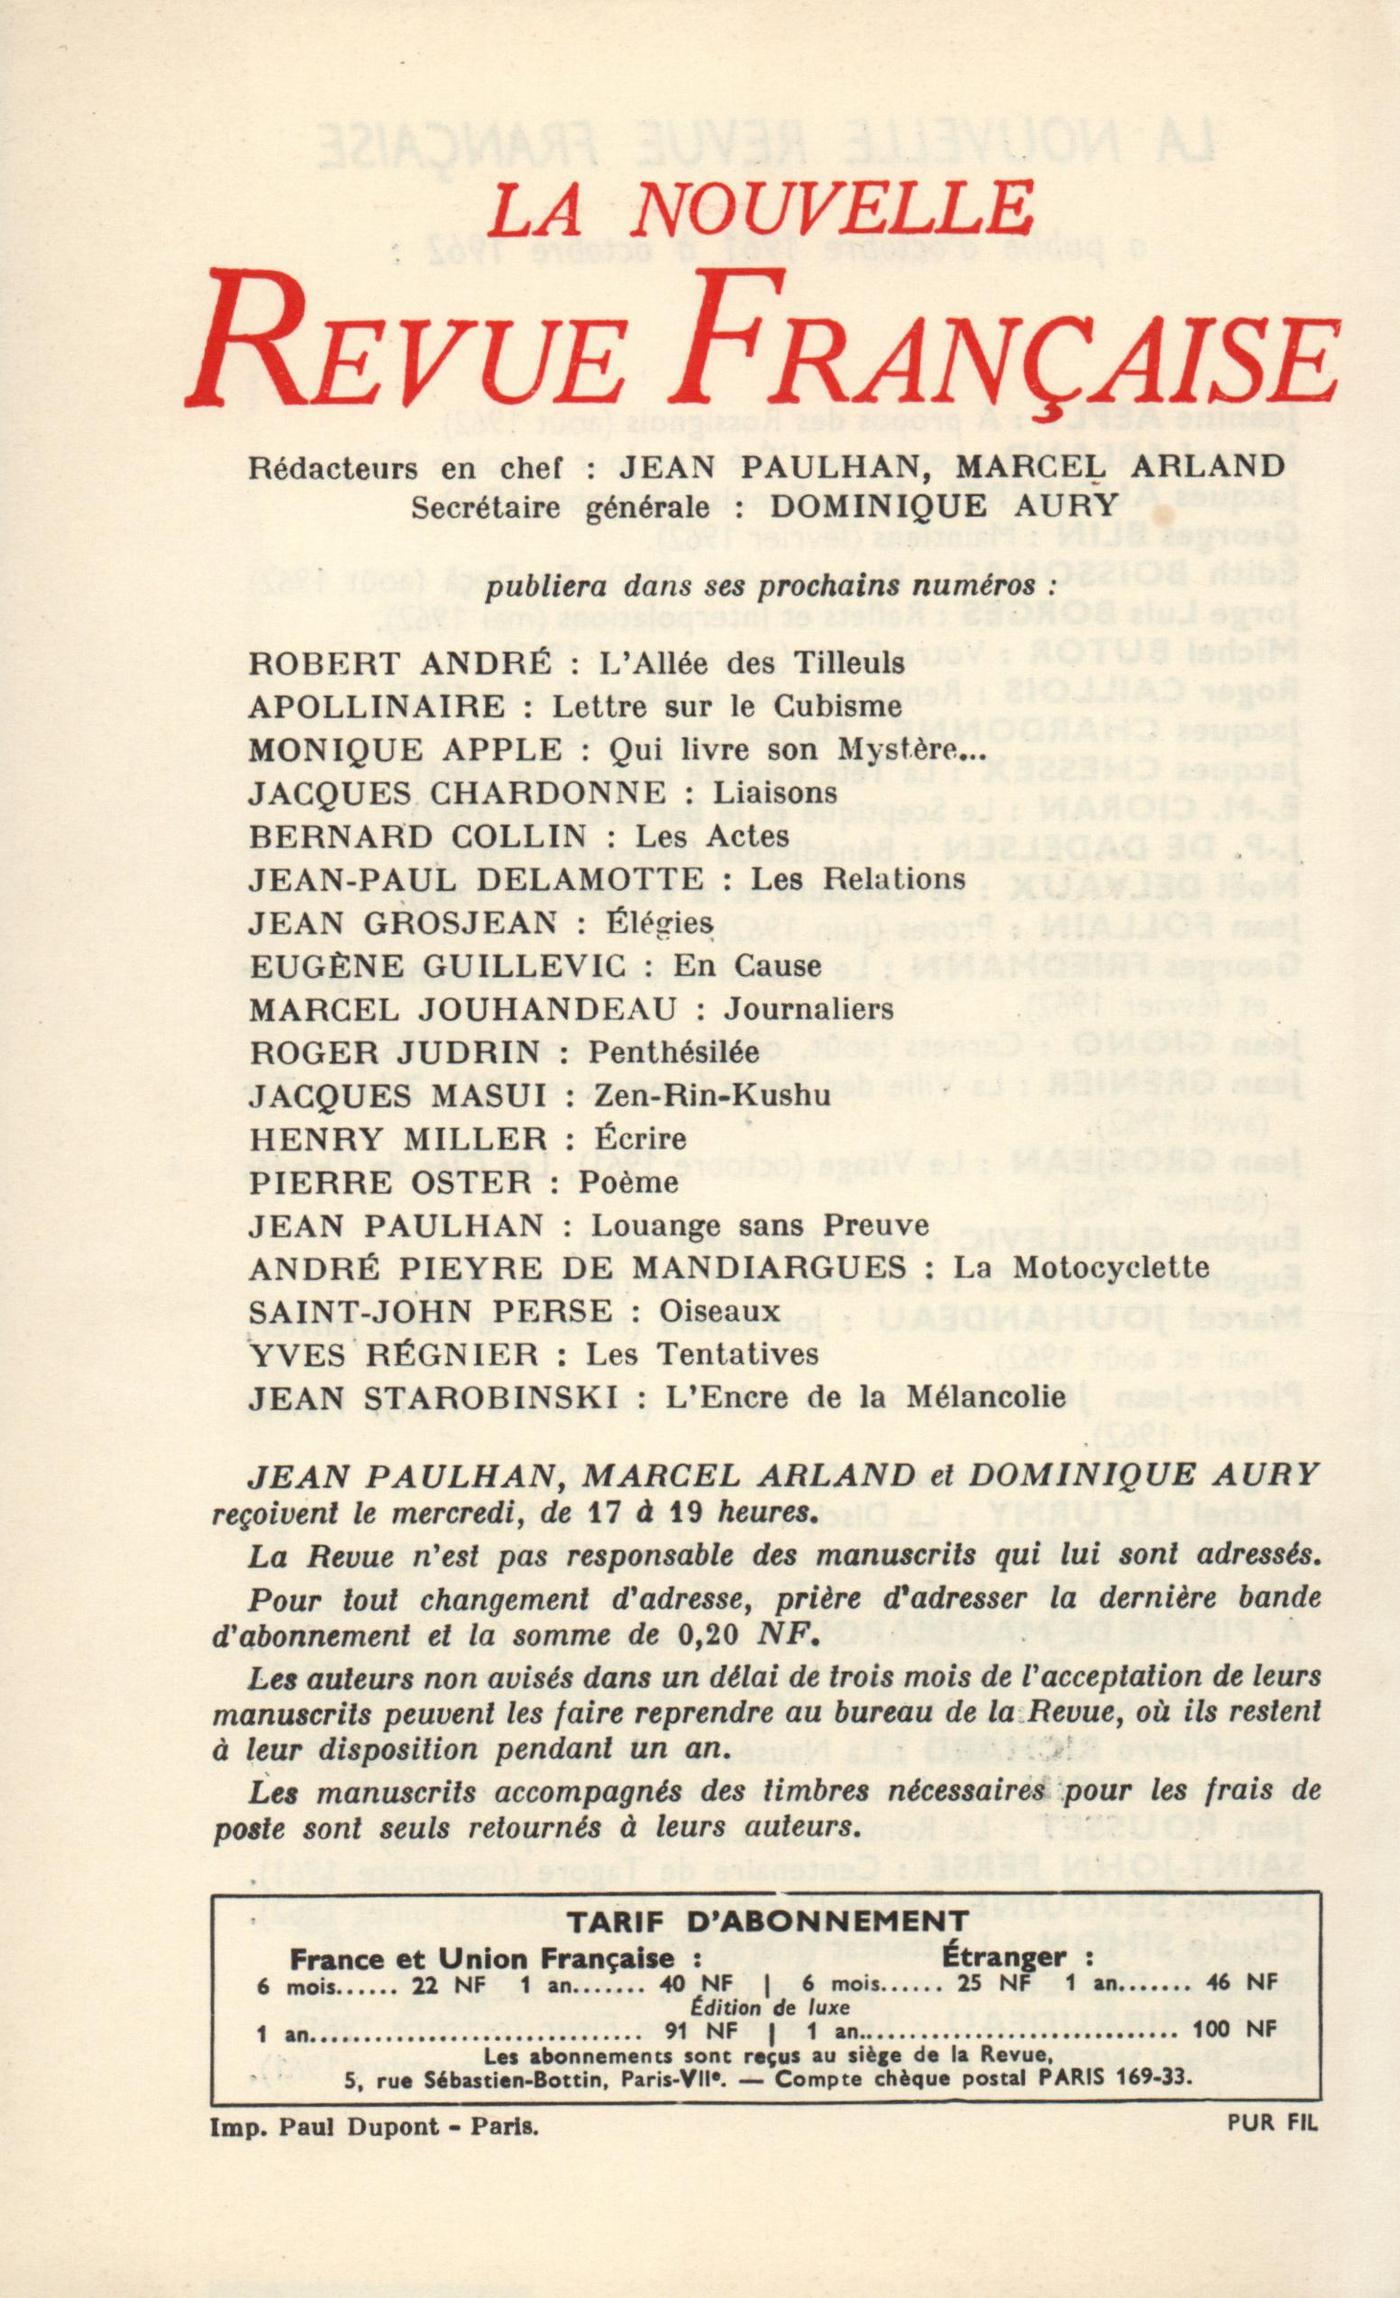 LA NOUVELLE
REVUE FRANÇAISE
Rédacteurs en chef : JEAN PAULHAN, MARCEL ARLAND
Secrétaire générale : DOMINIQUE AURY
publiera dans ses prochains numéros :
ROBERT ANDRÉ : L'Allée des Tilleuls
APOLLINAIRE : Lettre sur le Cubisme
MONIQUE APPLE : Qui livre son Mystère...
JACQUES CHARDONNE : Liaisons
BERNARD COLLIN : Les Actes
JEAN-PAUL DELAMOTTE : Les Relations
JEAN GROSJEAN : Élégies
EUGÈNE GUILLEVIC : En Cause
MARCEL JOUHANDEAU : Journaliers
ROGER JUDRIN : Penthésilée
JACQUES MASUI : Zen-Rin-Kushu
HENRY MILLER : Écrire
PIERRE OSTER : Poème
JEAN PAULHAN : Louange sans Preuve
ANDRÉ PIEYRE DE MANDIARGUES : La Motocyclette
SAINT-JOHN PERSE : Oiseaux
YVES RÉGNIER : Les Tentatives
JEAN STAROBINSKI : L'Encre de la Mélancolie
JEAN PAULHAN, MARCEL ARLAND et DOMINIQUE AURY
reçoivent le mercredi, de 17 à 19 heures.
La Revue n'est pas responsable des manuscrits qui lui sont adressés.
Pour tout changement d'adresse, prière d'adresser la dernière bande
d'abonnement et la somme de 0,20 NF.
Les auteurs non avisés dans un délai de trois mois de l'acceptation de leurs
manuscrits peuvent les faire reprendre au bureau de la Revue, où ils restent
à leur disposition pendant un an.
Les manuscrits accompagnés des timbres nécessaires pour les frais de
poste sont seuls retournés à leurs auteurs.
TARIF D'ABONNEMENT
France et Union Française : Étranger :
6 mois...... 22 NF 1 an....... 40 NF | 6 mois...... 25 NF 1 an....... 46 NF
Édition de luxe
1 an............................... 91 NF | 1 an.............................. 100 NF
Les abonnements sont reçus au siège de la Revue,
5, rue Sébastien-Bottin, Paris-VIIe. — Compte chèque postal PARIS 169-33.
Imp. Paul Dupont - Paris. PUR FIL